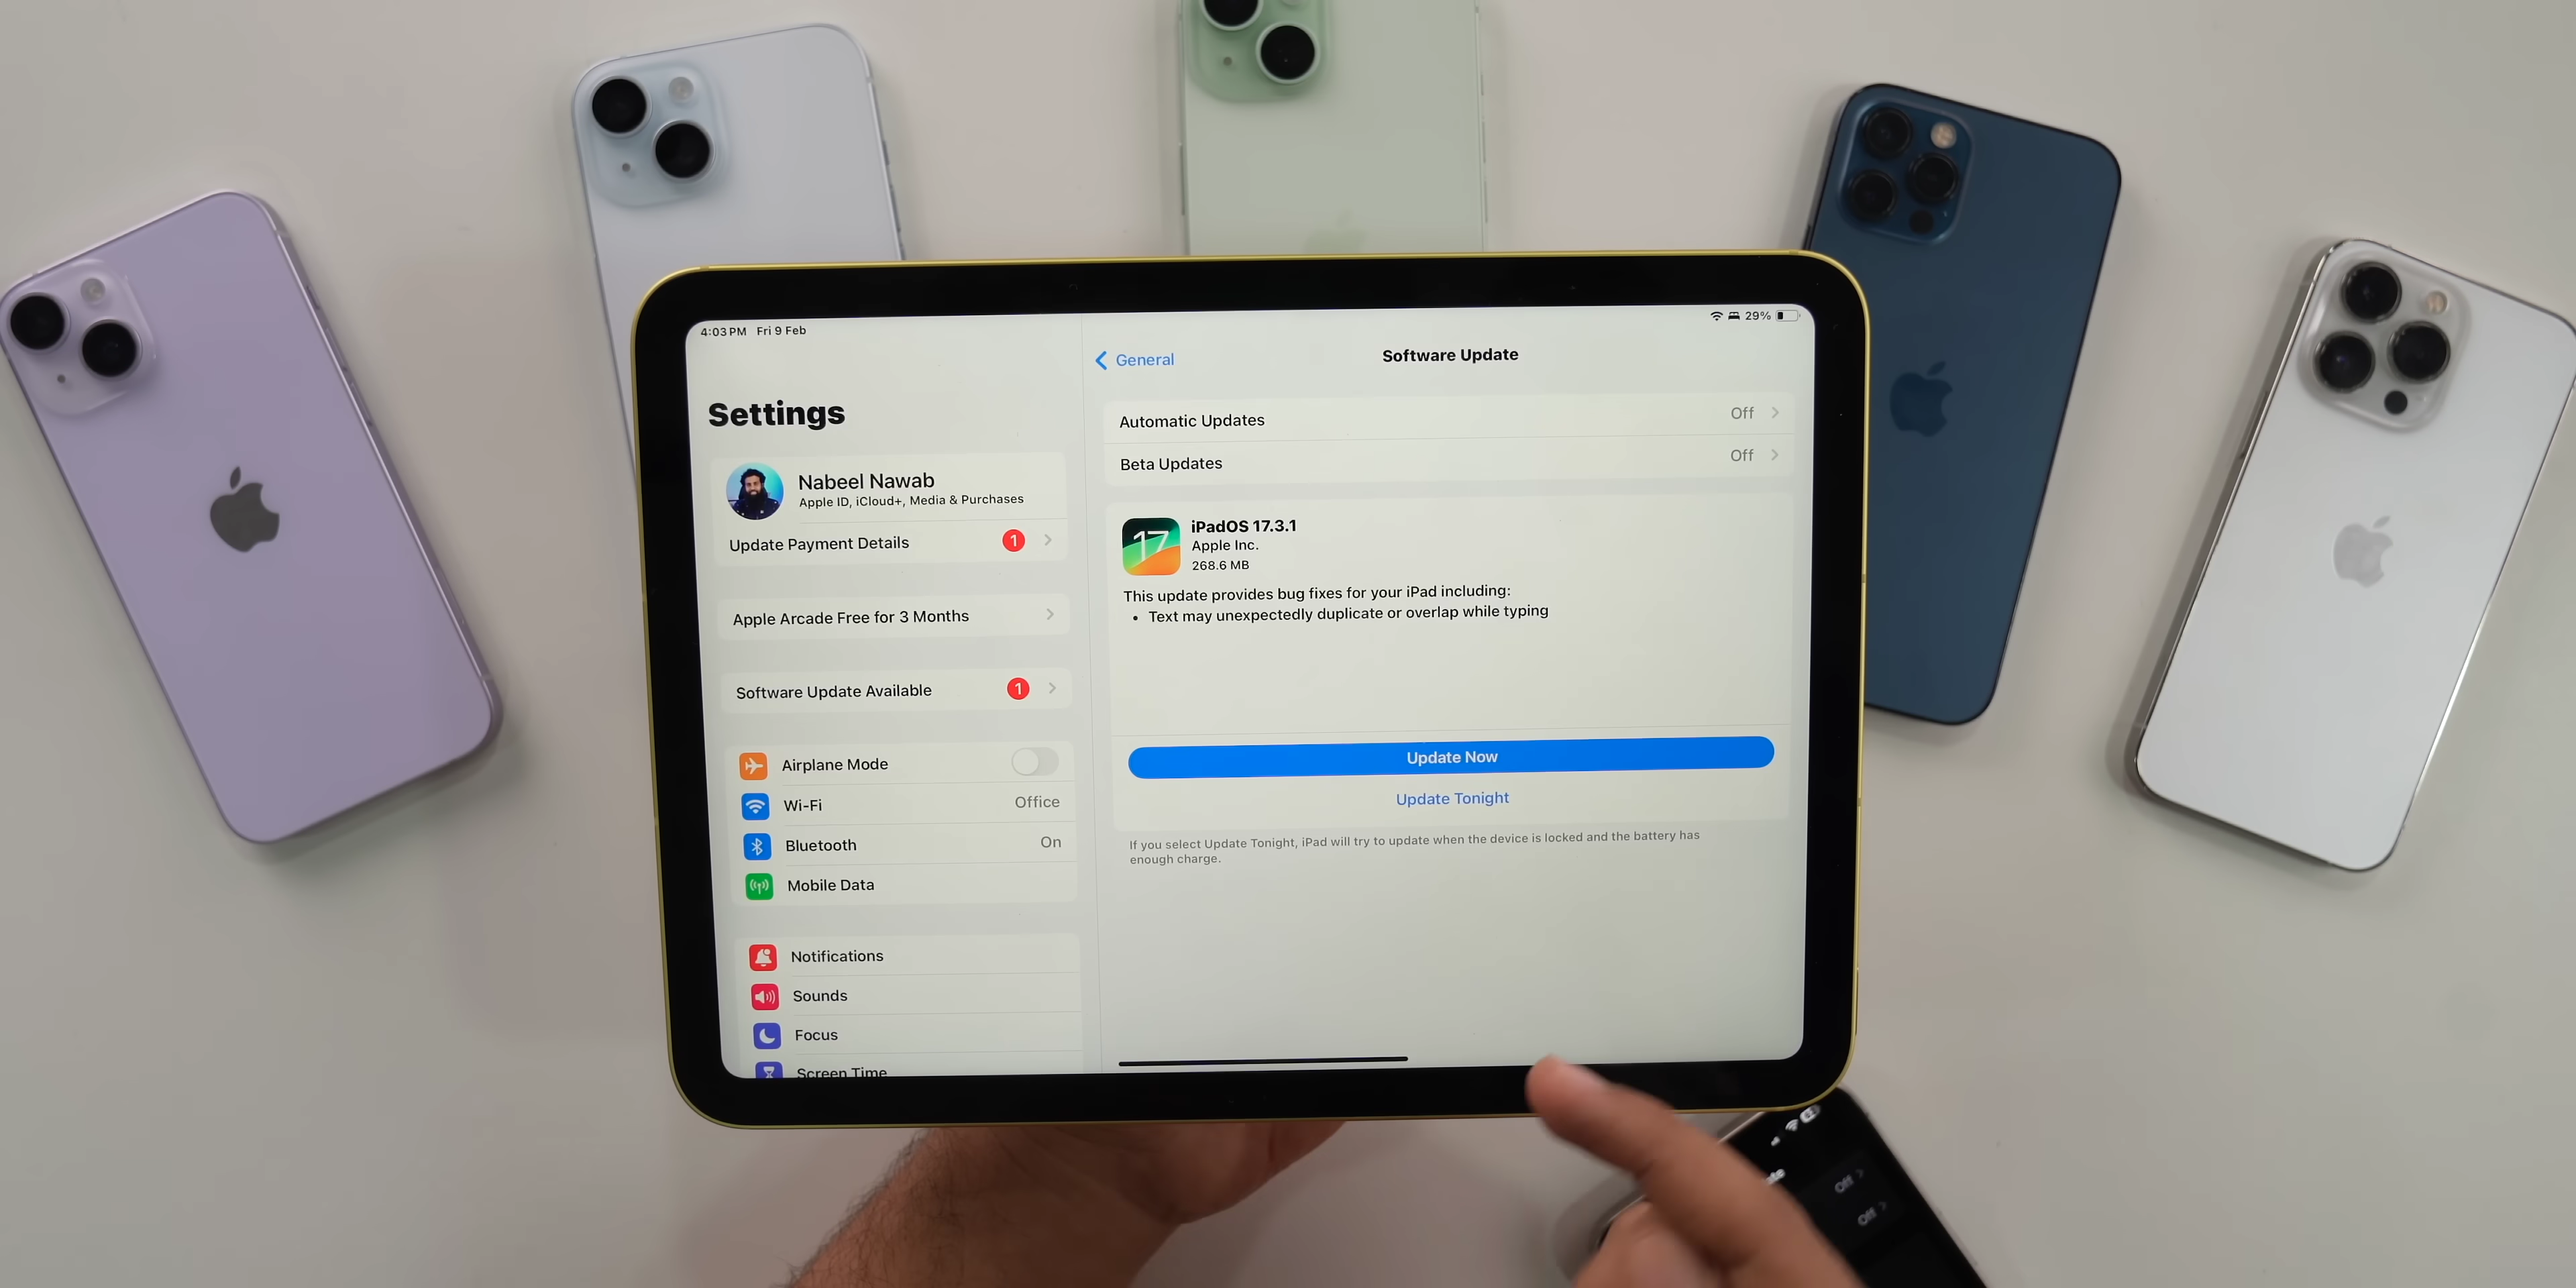 4:03 PM Fri 9 Feb
29%
Settings
Nabeel Nawab
Apple ID, iCloud+, Media & Purchases
Update Payment Details 1
Apple Arcade Free for 3 Months
Software Update Available 1
Airplane Mode
Wi-Fi Office
Bluetooth On
Mobile Data
Notifications
Sounds
Focus
Screen Time
General
Software Update
Automatic Updates Off
Beta Updates Off
17
iPadOS 17.3.1
Apple Inc.
268.6 MB
This update provides bug fixes for your iPad including:
• Text may unexpectedly duplicate or overlap while typing
Update Now
Update Tonight
If you select Update Tonight, iPad will try to update when the device is locked and the battery has
enough charge.
Off
Off